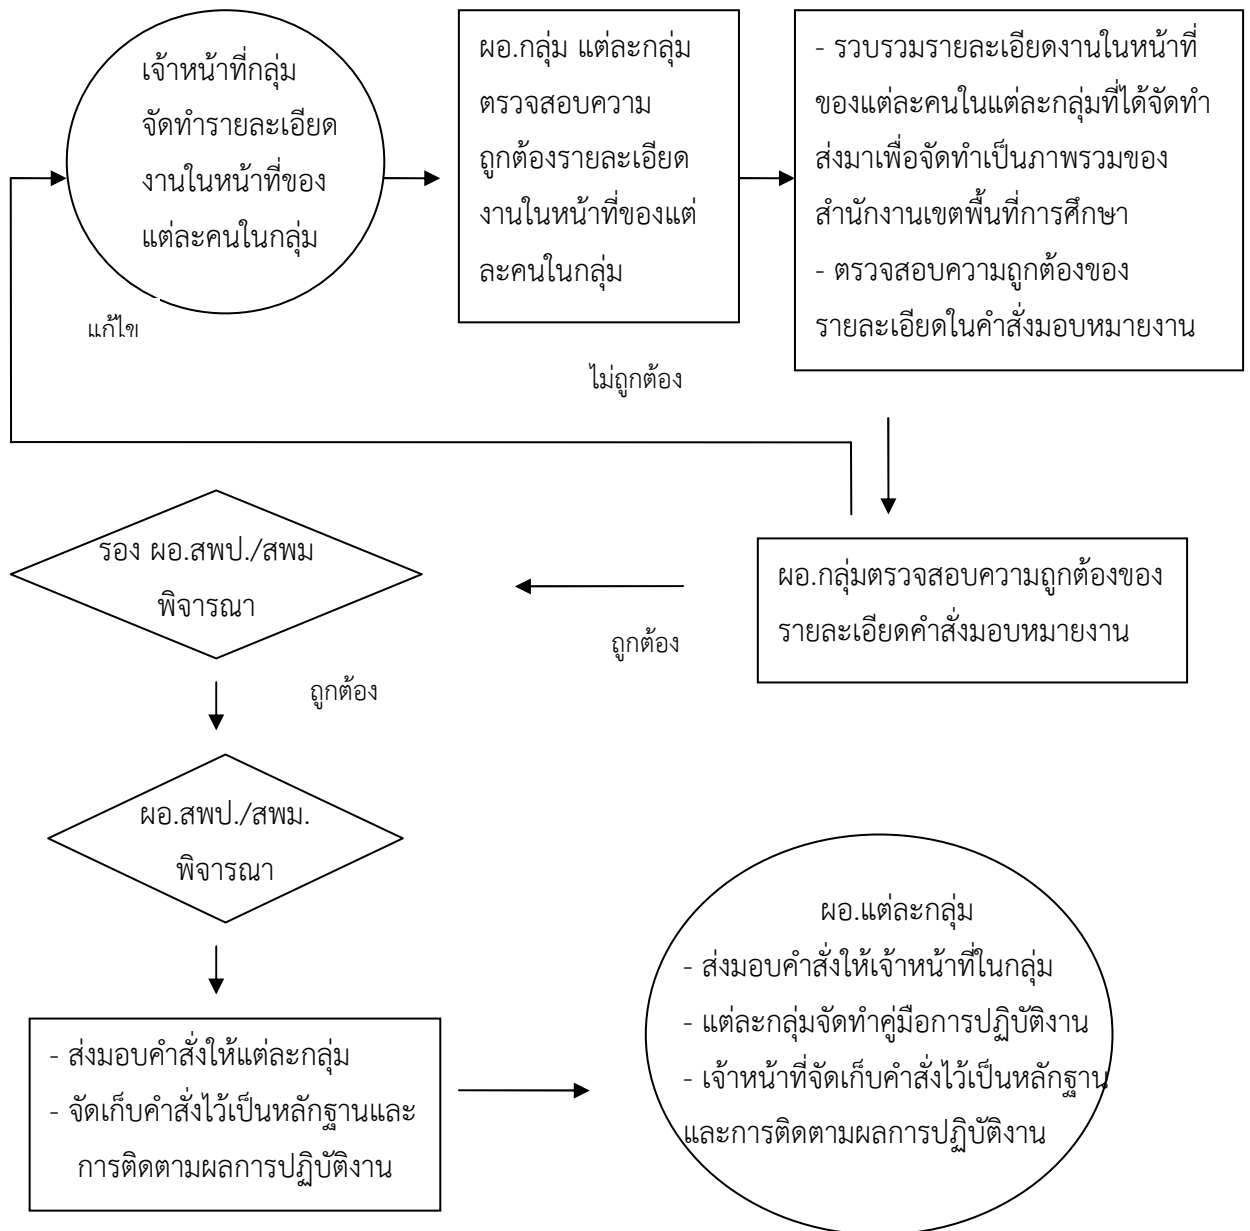 เจ้าหน้าที่กลุ่ม
จัดทำรายละเอียด
งานในหน้าที่ของ
แต่ละคนในกลุ่ม
ผอ.กลุ่ม แต่ละกลุ่ม
ตรวจสอบความ
ถูกต้องรายละเอียด
งานในหน้าที่ของแต่
ละคนในกลุ่ม
- รวบรวมรายละเอียดงานในหน้าที่
ของแต่ละคนในแต่ละกลุ่มที่ได้จัดทำ
ส่งมาเพื่อจัดทำเป็นภาพรวมของ
สำนักงานเขตพื้นที่การศึกษา
- ตรวจสอบความถูกต้องของ
รายละเอียดในคำสั่งมอบหมายงาน
แก้ไข
ไม่ถูกต้อง
รอง ผอ.สพป./สพม
พิจารณา
ถูกต้อง
ผอ.กลุ่มตรวจสอบความถูกต้องของ
รายละเอียดคำสั่งมอบหมายงาน
ถูกต้อง
ผอ.สพป./สพม.
พิจารณา
- ส่งมอบคำสั่งให้แต่ละกลุ่ม
- จัดเก็บคำสั่งไว้เป็นหลักฐานและ
การติดตามผลการปฏิบัติงาน
ผอ.แต่ละกลุ่ม
- ส่งมอบคำสั่งให้เจ้าหน้าที่ในกลุ่ม
- แต่ละกลุ่มจัดทำคู่มือการปฏิบัติงาน
- เจ้าหน้าที่จัดเก็บคำสั่งไว้เป็นหลักฐาน
และการติดตามผลการปฏิบัติงาน